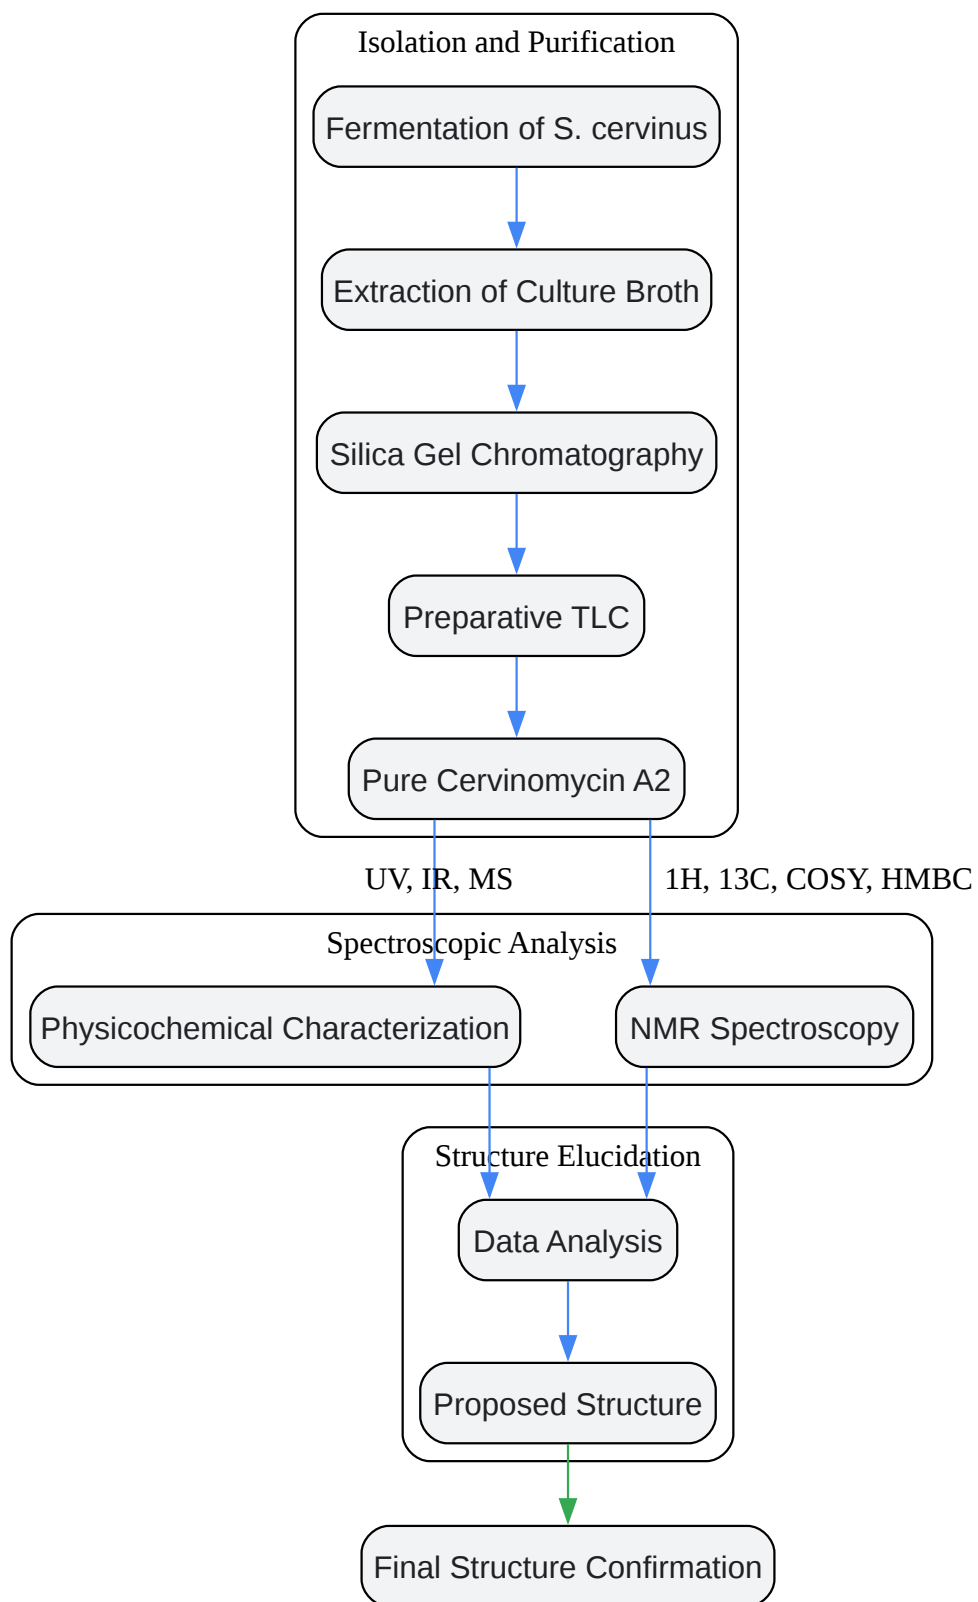 Isolation and Purification
Fermentation of S. cervinus
Extraction of Culture Broth
Silica Gel Chromatography
Preparative TLC
Pure Cervinomycin A2
UV, IR, MS
1H, 13C, COSY, HMBC
Spectroscopic Analysis
Physicochemical Characterization
NMR Spectroscopy
Structure Elucidation
Data Analysis
Proposed Structure
Final Structure Confirmation